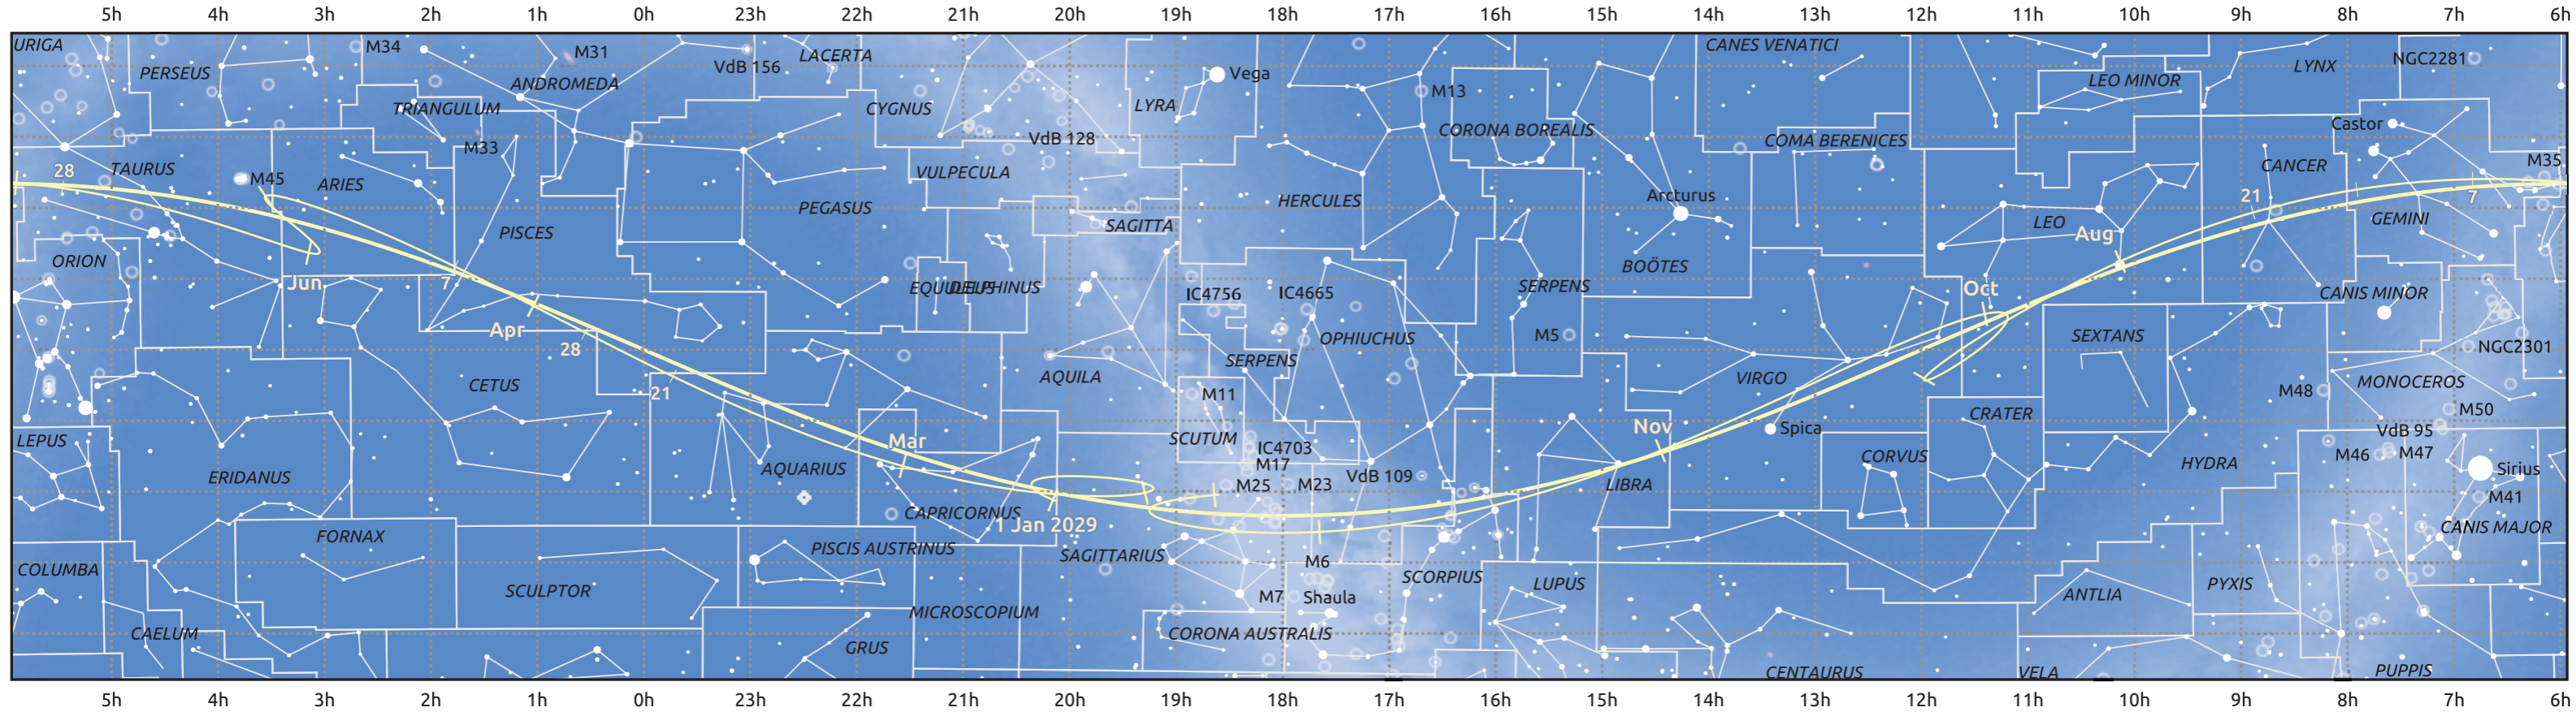 5h 4h 3h 2h 1h 0h 23h 22h 21h 20h 19h 18h 17h 16h 15h 14h 13h 12h 11h 10h 9h 8h 7h 6h
URIGA M34 M31 LACERTA CANES VENATICI
PERSEUS ANDROMEDA VdB 156 Vega LEO MINOR LYNX NGC2281
TRIANGULUM CYGNUS LYRA M13
M33 VdB 128 CORONA BOREALIS COMA BERENICES Castor
28 TAURUS M45 ARIES VULPECULA CANCER M35
PEGASUS HERCULES Arcturus 21 7
PISCES SAGITTA LEO Aug GEMINI
ORION Jun 7 EQUULEUS DELPHINUS SERPENS BOÖTES
IC4756 IC4665 Oct CANIS MINOR
Apr 28 OPHIUCHUS M5 SEXTANS NGC2301
CETUS 21 AQUILA SERPENS VIRGO M48 MONOCEROS
M11 CRATER M50
LEPUS Mar SCUTUM IC4703 Nov Spica VdB 95
ERIDANUS AQUARIUS M17 VdB 109 CORVUS HYDRA M46 M47 Sirius
M25 M23 LIBRA M41
FORNAX CAPRICORNUS 1 Jan 2029 CANIS MAJOR
COLUMBA PISCIS AUSTRINUS SAGITTARIUS M6
SCULPTOR SCORPIUS LUPUS PYXIS
MICROSCOPIUM M7 Shaula ANTLIA
CAELUM GRUS CORONA AUSTRALIS
CENTAURUS VELA PUPPIS
5h 4h 3h 2h 1h 0h 23h 22h 21h 20h 19h 18h 17h 16h 15h 14h 13h 12h 11h 10h 9h 8h 7h 6h